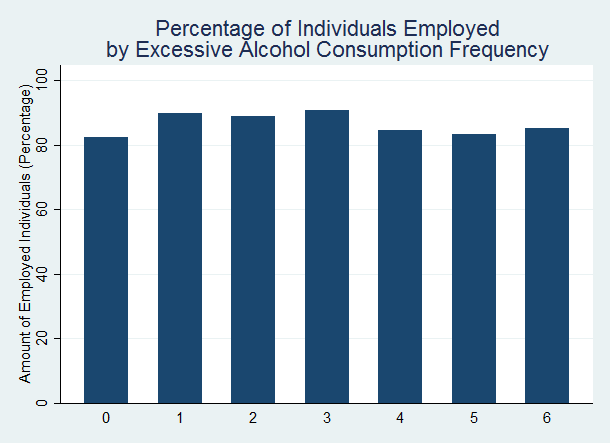 Percentage of Individuals Employed
by Excessive Alcohol Consumption Frequency
Amount of Employed Individuals (Percentage)
100
80
60
40
20
0
0 1 2 3 4 5 6